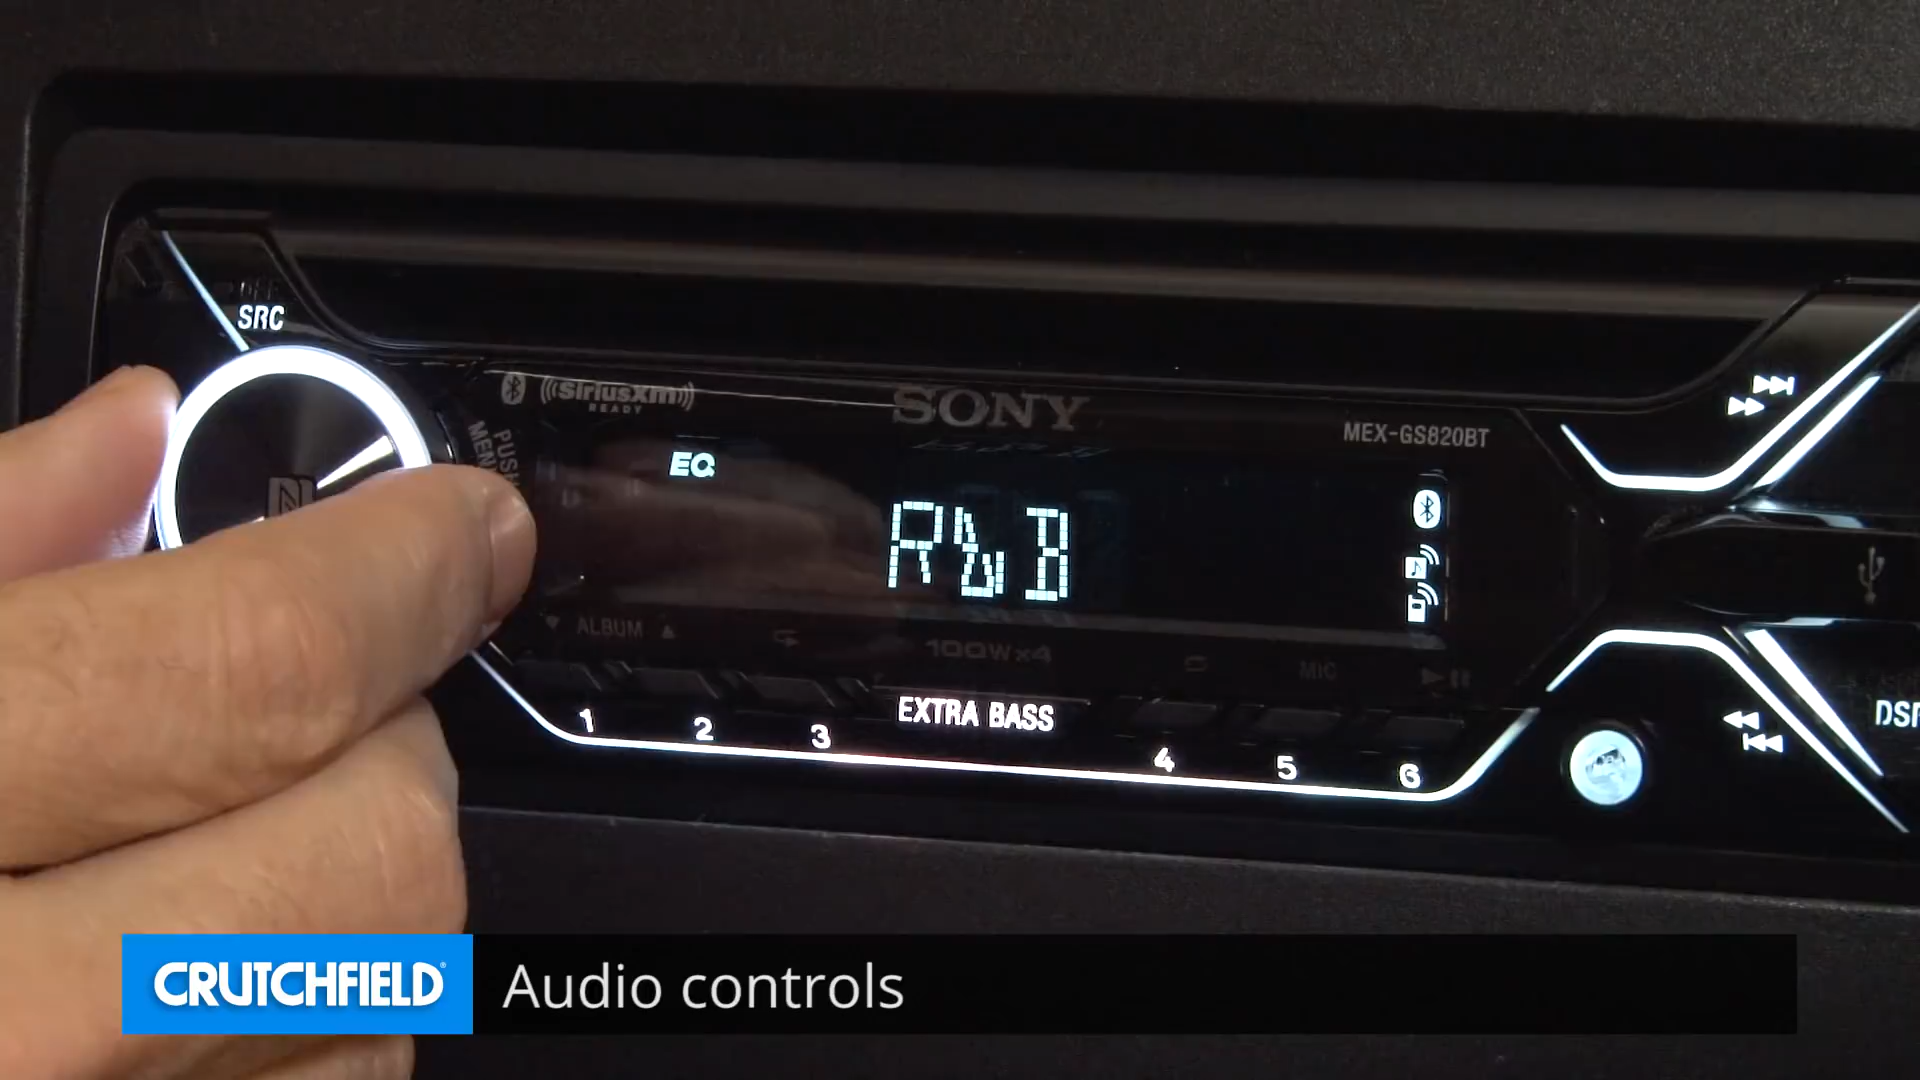 OFF
SRC
PUSH
MENU
((SiriusXM))
READY
SONY
MEX-GS820BT
EQ
R&B
ALBUM
100W×4
MIC
EXTRA BASS
1
2
3
4
5
6
DSP
CRUTCHFIELD®
Audio controls